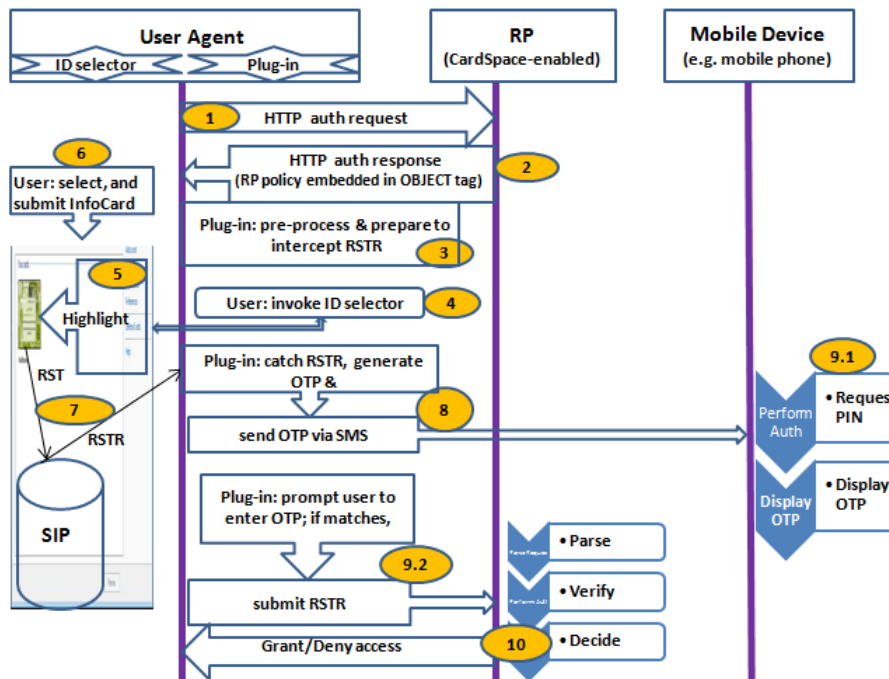 User Agent
ID selector
Plug-in
RP
(CardSpace-enabled)
Mobile Device
(e.g. mobile phone)
1
HTTP auth request
6
User: select, and
submit InfoCard
HTTP auth response
(RP policy embedded in OBJECT tag)
2
Plug-in: pre-process & prepare to
intercept RSTR
3
5
Highlight
User: invoke ID selector
4
RST
7
RSTR
SIP
Plug-in: catch RSTR, generate
OTP &
8
send OTP via SMS
9.1
Perform
Auth
•Reques
PIN
Display
OTP
•Display
OTP
Plug-in: prompt user to
enter OTP; if matches,
9.2
submit RSTR
•Parse
•Verify
•Decide
10
Grant/Deny access